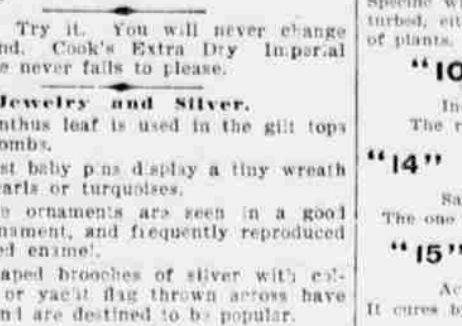 Try it. You will never change
nd. Cook's Extra Dry Imperial
e never fails to please.
Jewelry and Silver.
nthus leaf is used in the gilt tops
ombs.
st baby pins display a tiny wreath
earls or turquoises.
e ornaments are seen in a good
nament, and frequently reproduced
ed enamel.
aped brooches of silver with col-
or yacht flag thrown across have
and are destined to be popular.
Specific w
turbed, eit
of plants.
"10
In
The r
"14"
Sa
The one
"15"
Ac
It cures b